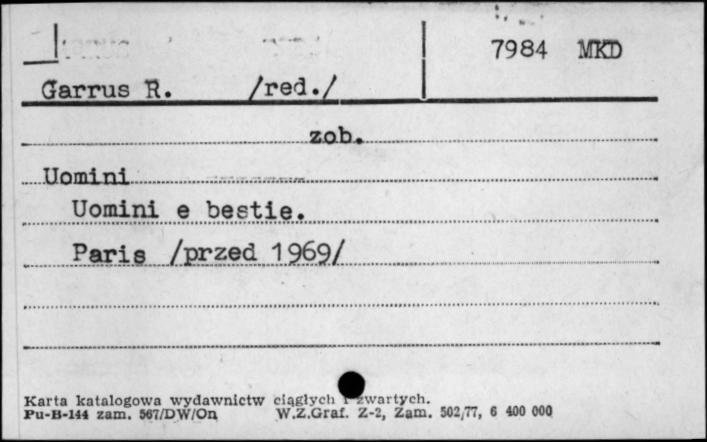 7984 MKD
Garrus R. /red./
zob.
Uomini
Uomini e bestie.
Paris /przed 1969/
Karta katalogowa wydawnictw ciągłych i zwartych.
Pu-B-144 zam. 567/DW/On W.Z.Graf. Z-2, Zam. 502/77, 6 400 000